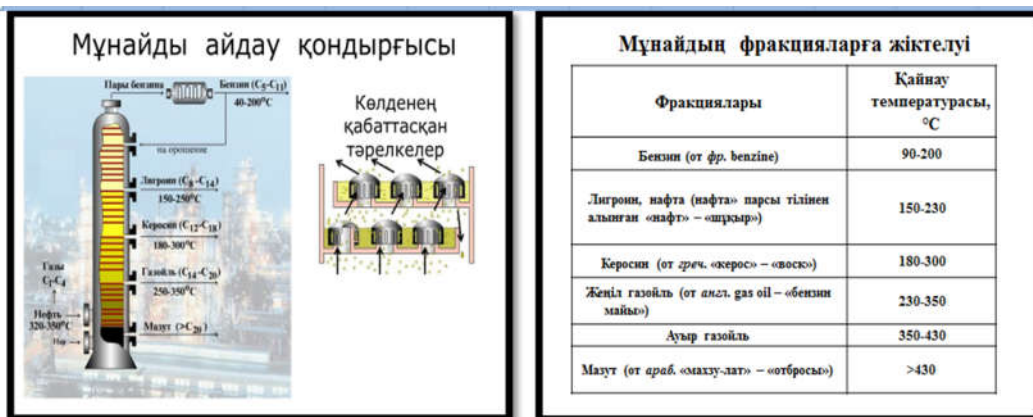 Мұнайды айдау қондырғысы
Пары бензина
Бензин (C5-C11)
40-200°C
на орошение
Лигроин (C8-C14)
150-250°C
Керосин (C12-C18)
180-300°C
Газы
C1-C4
Газойль (C14-C20)
250-350°C
Нефть
320-350°C
Мазут (>C20)
Пар
Көлденең
қабаттасқан
тәрелкелер
Мұнайдың фракцияларға жіктелуі
Фракциялары
Қайнау
температурасы,
°C
Бензин (от фр. benzine)
90-200
Лигроин, нафта (нафта» парсы тілінен
алынған «нафт» – «шұқыр»)
150-230
Керосин (от греч. «керос» – «воск»)
180-300
Жеңіл газойль (от англ. gas oil – «бензин
майы»)
230-350
Ауыр газойль
350-430
Мазут (от араб. «махзу-лат» – «отбросы»)
>430